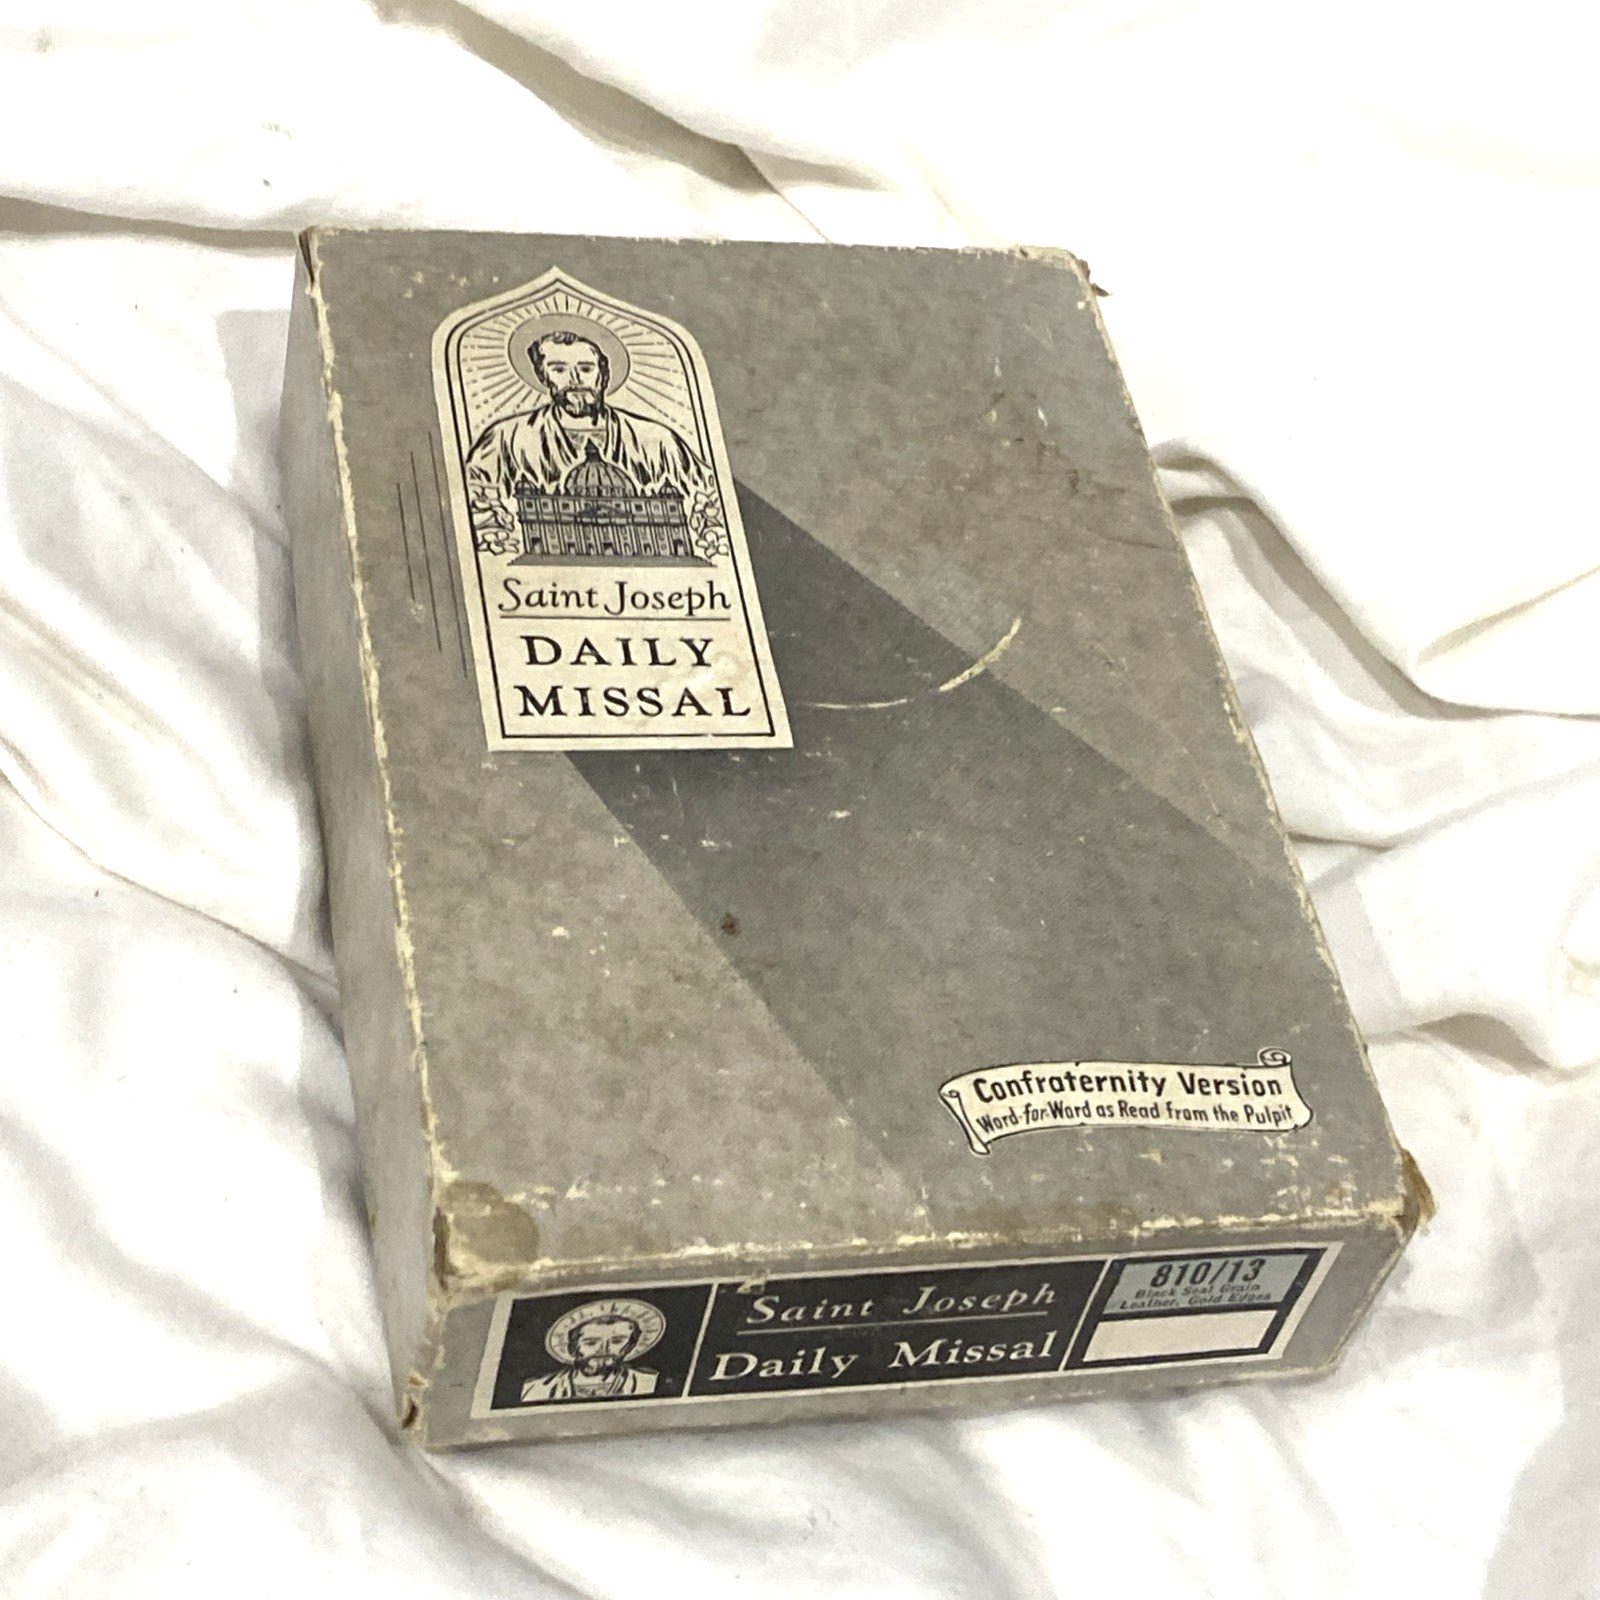 Saint Joseph
DAILY
MISSAL
Confraternity Version
Word-for-Word as Read from the Pulpit
Saint Joseph
Daily Missal
810/13
Black Seal Grain
Leather, Gold Edges